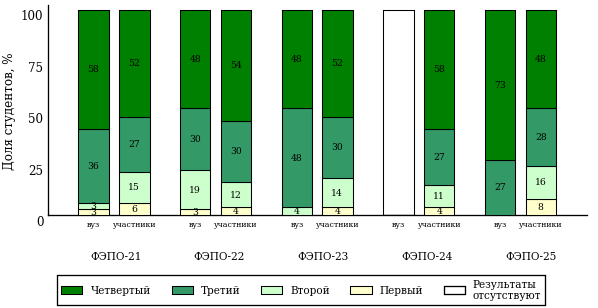 100
75
50
25
0
Доля студентов, %
58 52 48 54 48 52 58 73 48
36 27 30 30 48 30 27 27 28
3 15 19 12 4 14 11 16
3 6 3 4 4 4 8
вуз участники вуз участники вуз участники вуз участники вуз участники
ФЭПО-21 ФЭПО-22 ФЭПО-23 ФЭПО-24 ФЭПО-25
Четвертый Третий Второй Первый Результаты
отсутствуют